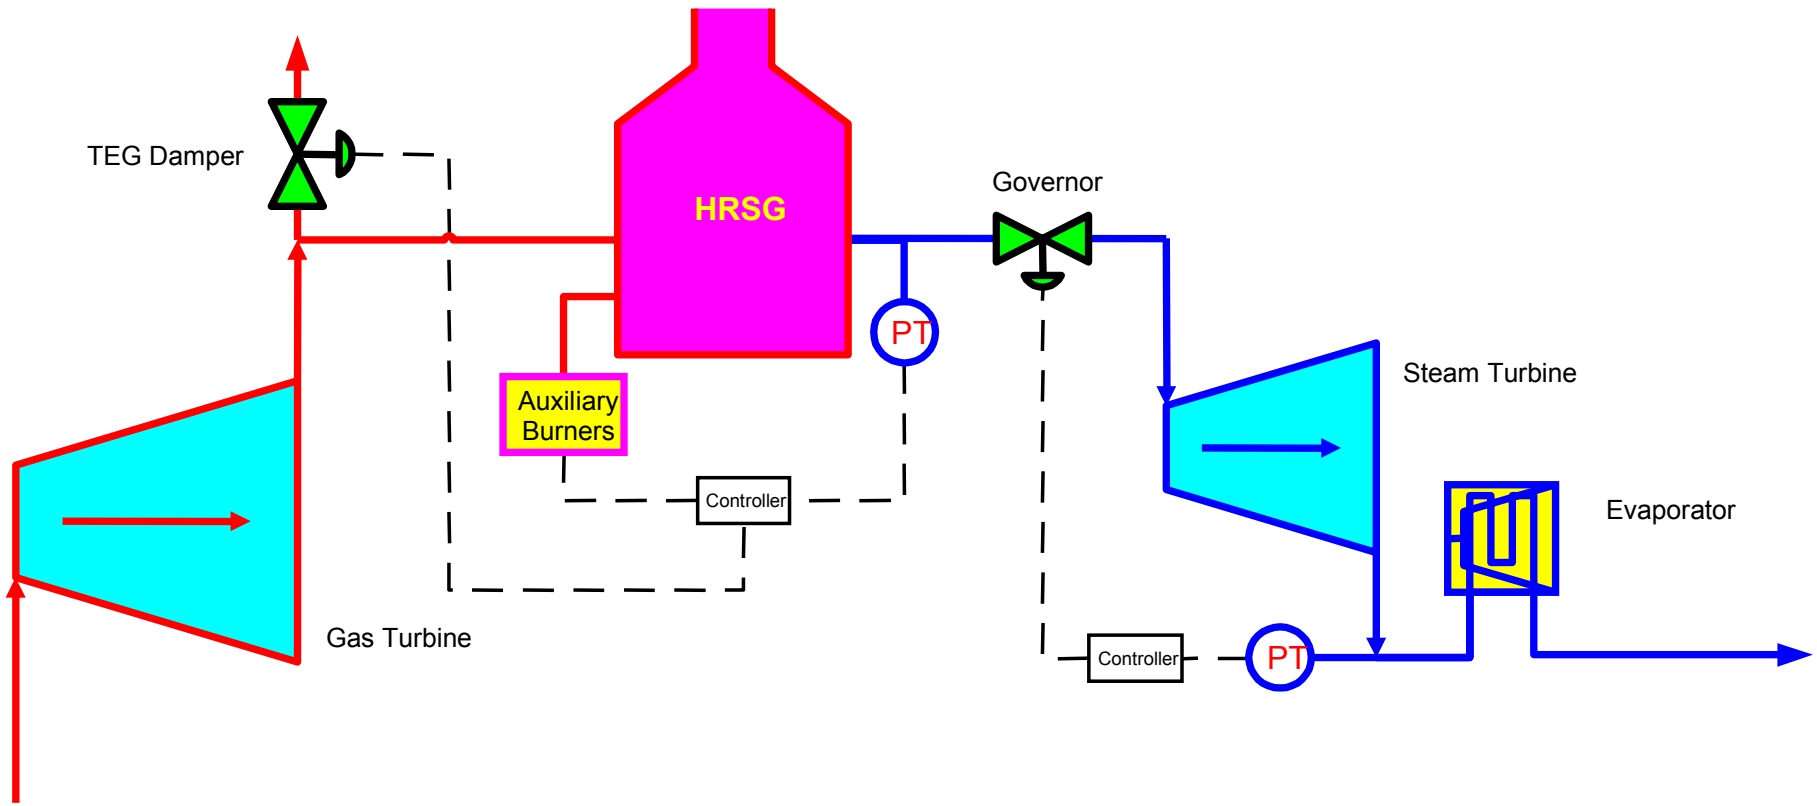 TEG Damper
HRSG
Governor
PT
Steam Turbine
Auxiliary
Burners
Controller
Evaporator
Gas Turbine
Controller
PT